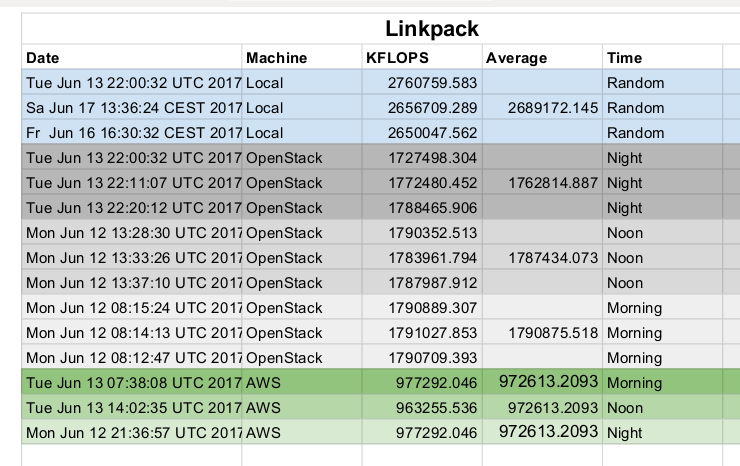 Linkpack
Date Machine KFLOPS Average Time
Tue Jun 13 22:00:32 UTC 2017 Local 2760759.583 Random
Sa Jun 17 13:36:24 CEST 2017 Local 2656709.289 2689172.145 Random
Fr Jun 16 16:30:32 CEST 2017 Local 2650047.562 Random
Tue Jun 13 22:00:32 UTC 2017 OpenStack 1727498.304 Night
Tue Jun 13 22:11:07 UTC 2017 OpenStack 1772480.452 1762814.887 Night
Tue Jun 13 22:20:12 UTC 2017 OpenStack 1788465.906 Night
Mon Jun 12 13:28:30 UTC 2017 OpenStack 1790352.513 Noon
Mon Jun 12 13:33:26 UTC 2017 OpenStack 1783961.794 1787434.073 Noon
Mon Jun 12 13:37:10 UTC 2017 OpenStack 1787987.912 Noon
Mon Jun 12 08:15:24 UTC 2017 OpenStack 1790889.307 Morning
Mon Jun 12 08:14:13 UTC 2017 OpenStack 1791027.853 1790875.518 Morning
Mon Jun 12 08:12:47 UTC 2017 OpenStack 1790709.393 Morning
Tue Jun 13 07:38:08 UTC 2017 AWS 977292.046 972613.2093 Morning
Tue Jun 13 14:02:35 UTC 2017 AWS 963255.536 972613.2093 Noon
Mon Jun 12 21:36:57 UTC 2017 AWS 977292.046 972613.2093 Night